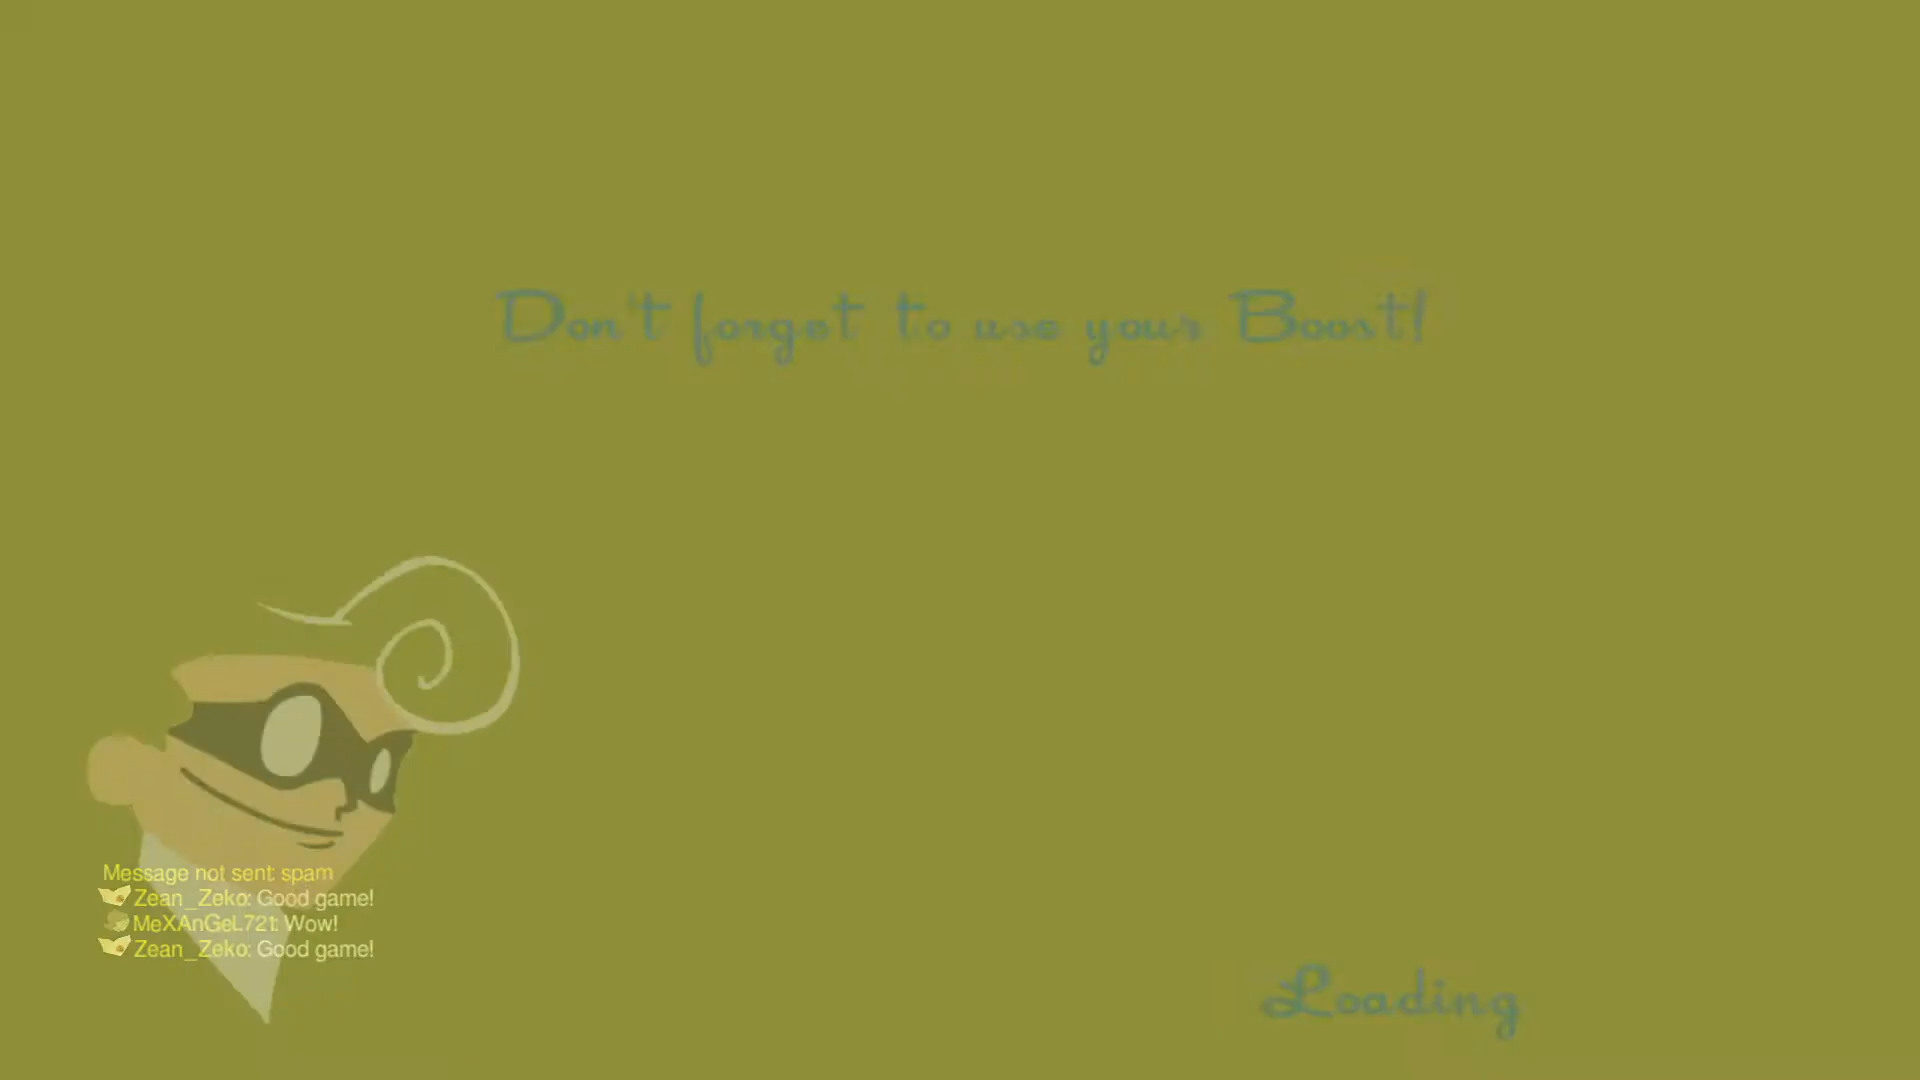 Don't forget to use your Boost!
Message not sent: spam
Zean_Zeko: Good game!
MeXAnGeL721: Wow!
Zean_Zeko: Good game!
Loading